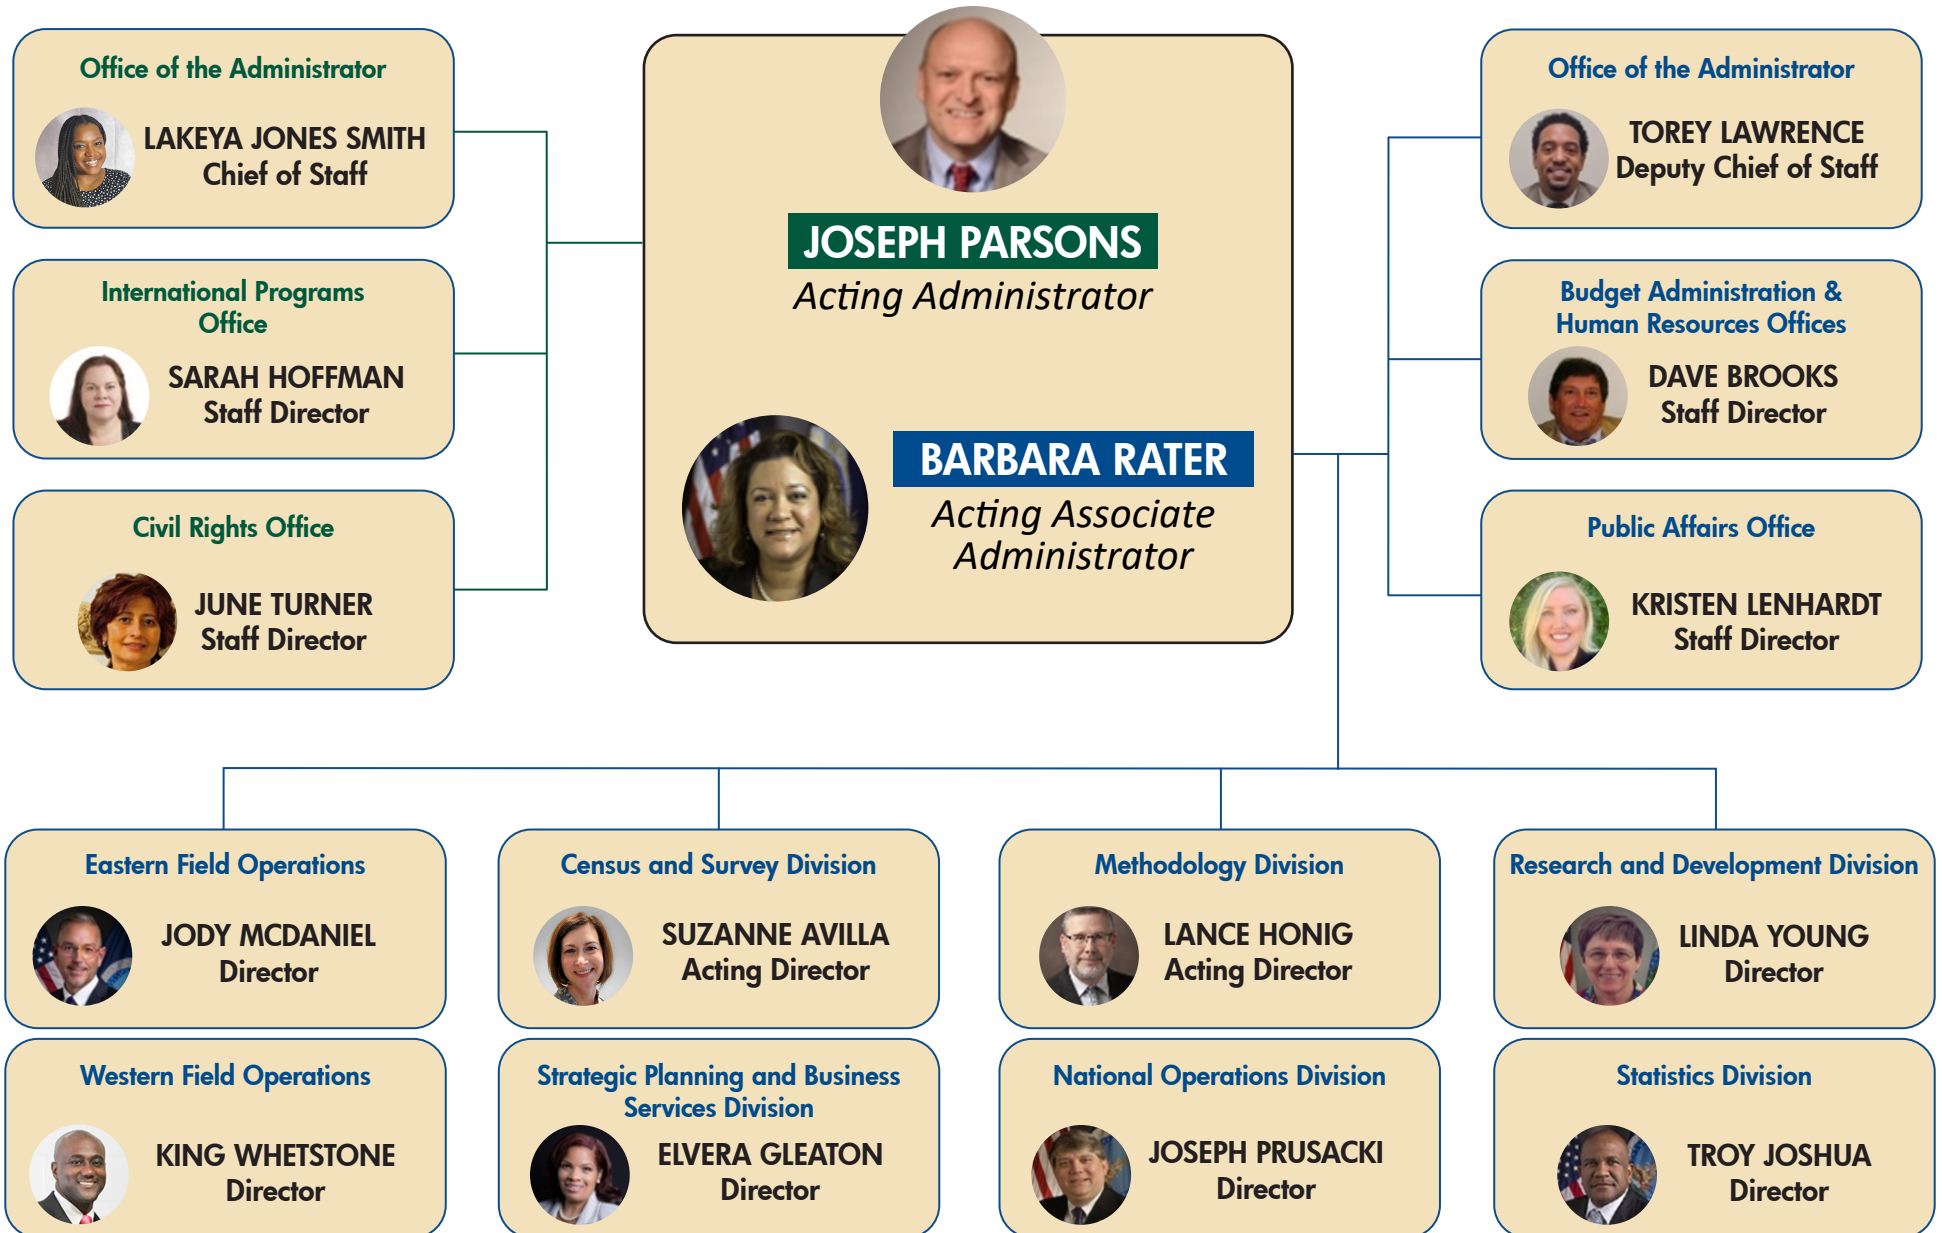 Office of the Administrator
LAKEYA JONES SMITH
Chief of Staff
International Programs
Office
SARAH HOFFMAN
Staff Director
Civil Rights Office
JUNE TURNER
Staff Director
JOSEPH PARSONS
Acting Administrator
BARBARA RATER
Acting Associate
Administrator
Office of the Administrator
TOREY LAWRENCE
Deputy Chief of Staff
Budget Administration &
Human Resources Offices
DAVE BROOKS
Staff Director
Public Affairs Office
KRISTEN LENHARDT
Staff Director
Eastern Field Operations
JODY MCDANIEL
Director
Census and Survey Division
SUZANNE AVILLA
Acting Director
Methodology Division
LANCE HONIG
Acting Director
Research and Development Division
LINDA YOUNG
Director
Western Field Operations
KING WHETSTONE
Director
Strategic Planning and Business
Services Division
ELVERA GLEATON
Director
National Operations Division
JOSEPH PRUSACKI
Director
Statistics Division
TROY JOSHUA
Director